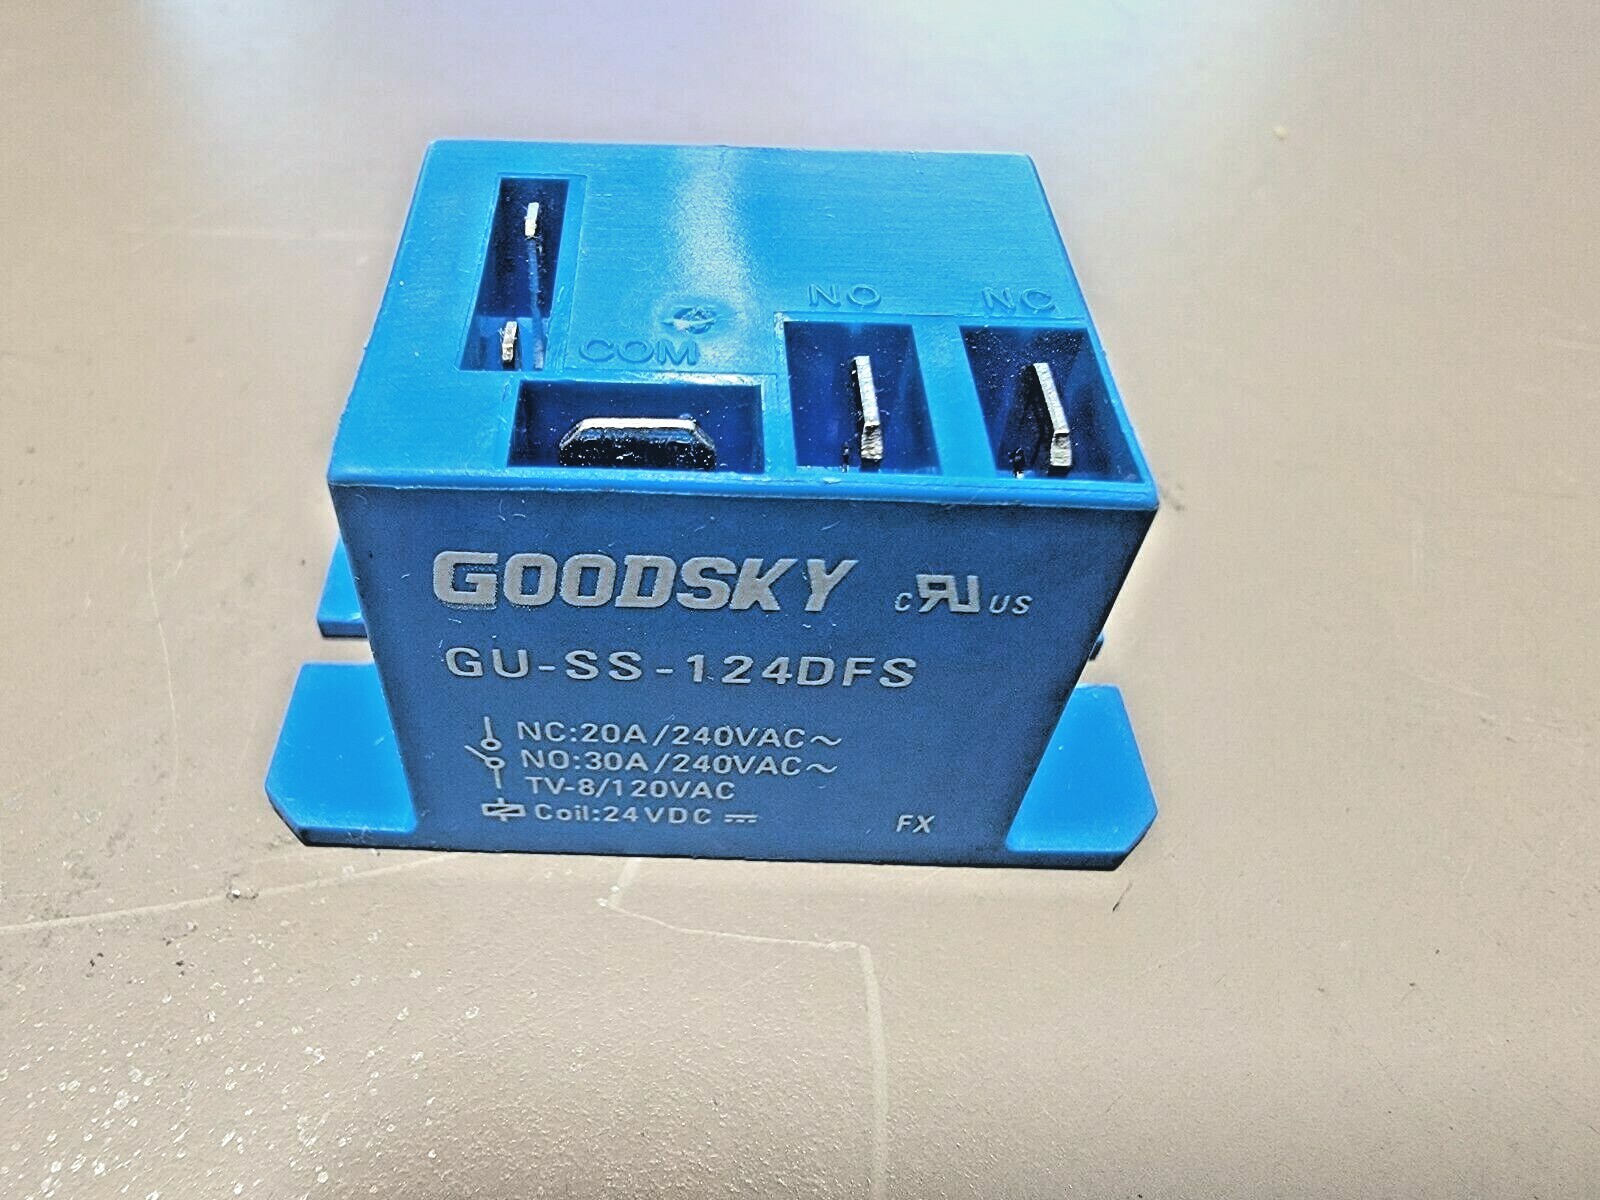 NO NC
COM
GOODSKY cRUus
GU-SS-124DFS
NC:20A/240VAC~
NO:30A/240VAC~
TV-8/120VAC
Coil:24VDC ⎓
FX